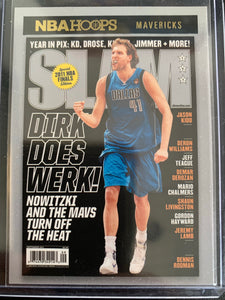 NBA HOOPS MAVERICKS
YEAR IN PIX: KD, DROSE, K JIMMER + MORE!
SLAM
Special
2011 NBA
FINALS
Edition
DALLAS
41
DIRK
DOES
WERK!
NOWITZKI
AND THE MAVS
TURN OFF
THE HEAT
JASON
KIDD
DERON
WILLIAMS
JEFF
TEAGUE
DEMAR
DEROZAN
MARIO
CHALMERS
SHAUN
LIVINGSTON
GORDON
HAYWARD
JEREMY
LAMB
DENNIS
RODMAN